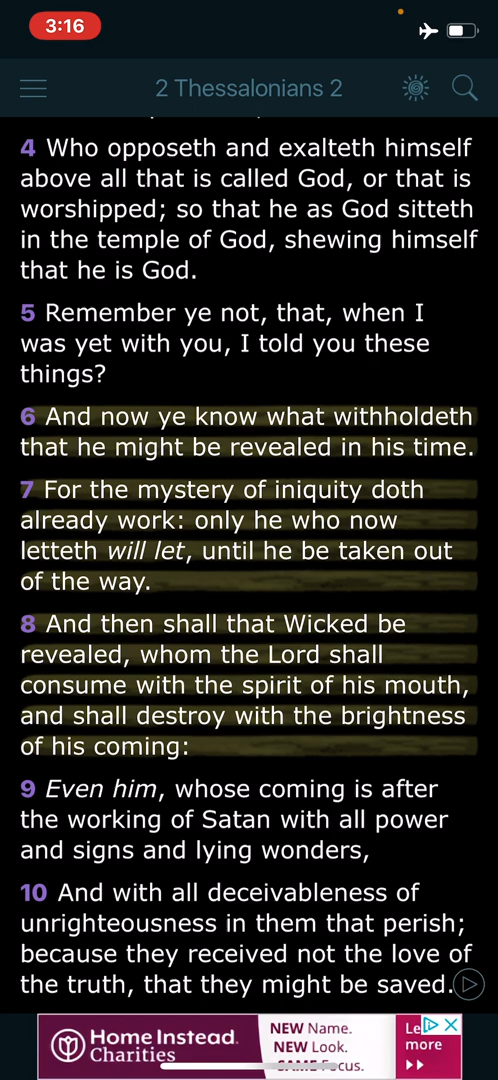 3:16
2 Thessalonians 2
4 Who opposeth and exalteth himself
above all that is called God, or that is
worshipped; so that he as God sitteth
in the temple of God, shewing himself
that he is God.
5 Remember ye not, that, when I
was yet with you, I told you these
things?
6 And now ye know what withholdeth
that he might be revealed in his time.
7 For the mystery of iniquity doth
already work: only he who now
letteth will let, until he be taken out
of the way.
8 And then shall that Wicked be
revealed, whom the Lord shall
consume with the spirit of his mouth,
and shall destroy with the brightness
of his coming:
9 Even him, whose coming is after
the working of Satan with all power
and signs and lying wonders,
10 And with all deceivableness of
unrighteousness in them that perish;
because they received not the love of
the truth, that they might be saved.
Home Instead.
Charities
NEW Name.
NEW Look.
SAME Focus.
Le
more